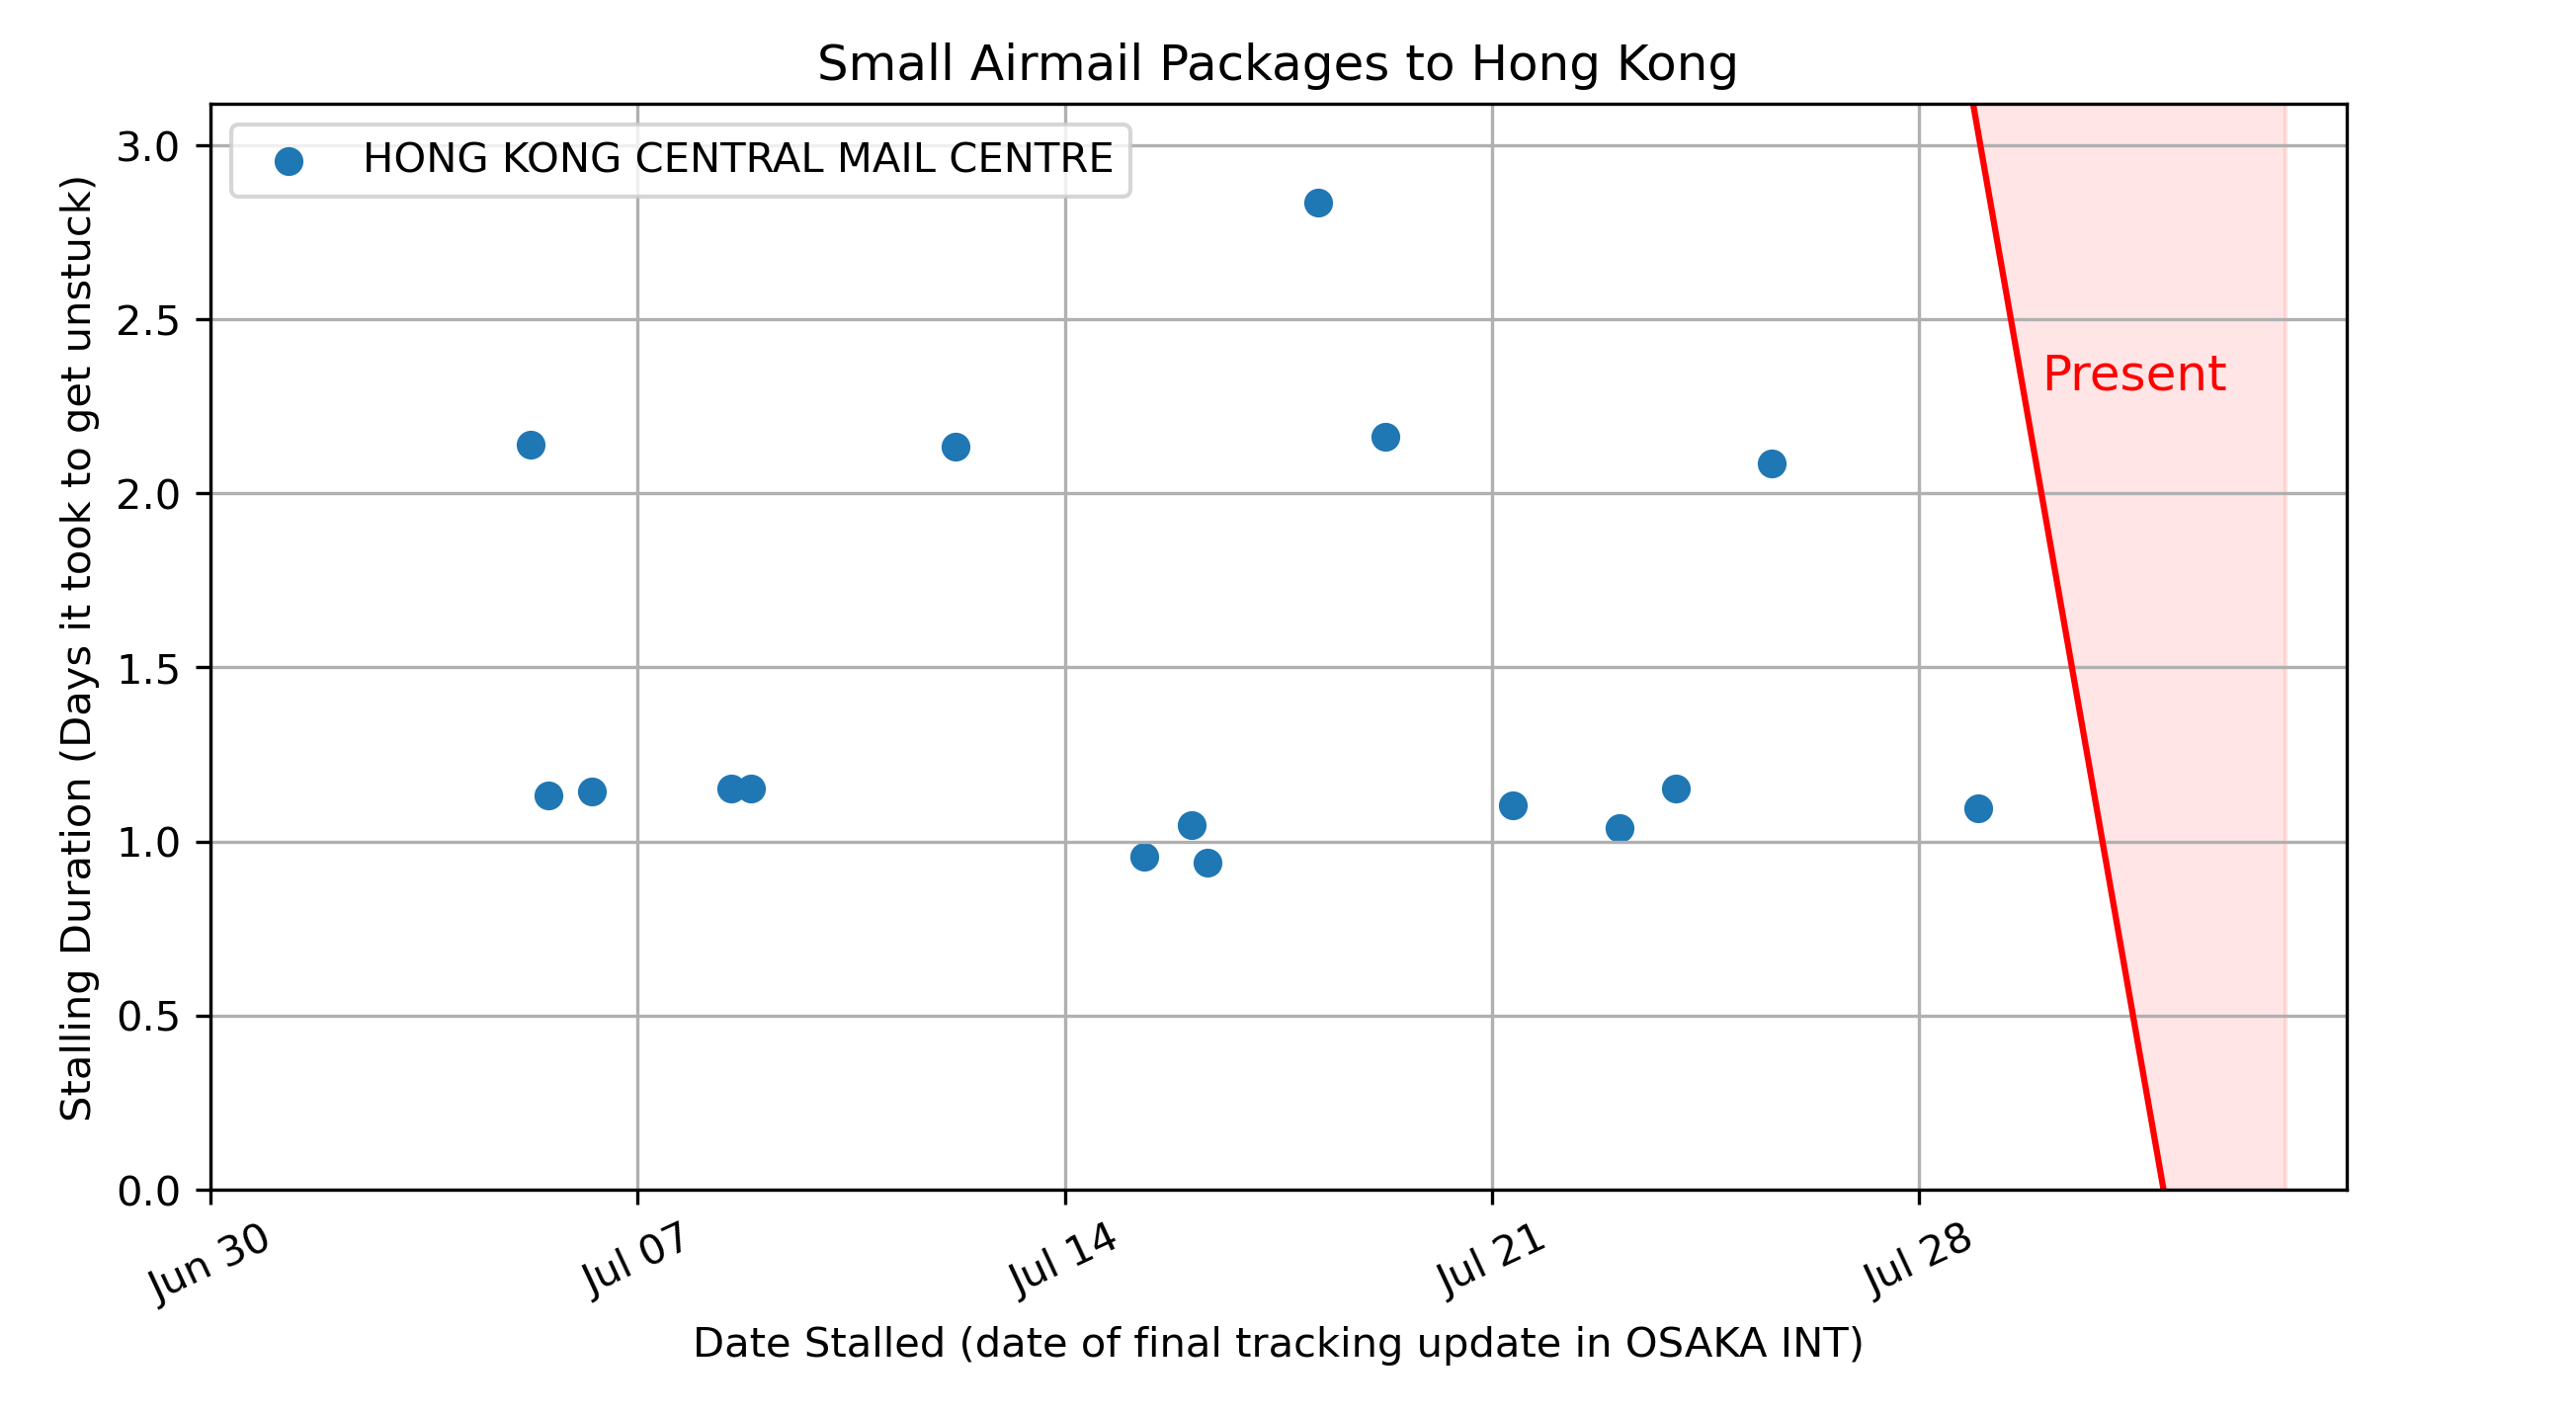 Small Airmail Packages to Hong Kong
HONG KONG CENTRAL MAIL CENTRE
Present
Stalling Duration (Days it took to get unstuck)
3.0
2.5
2.0
1.5
1.0
0.5
0.0
Jun 30
Jul 07
Jul 14
Jul 21
Jul 28
Date Stalled (date of final tracking update in OSAKA INT)